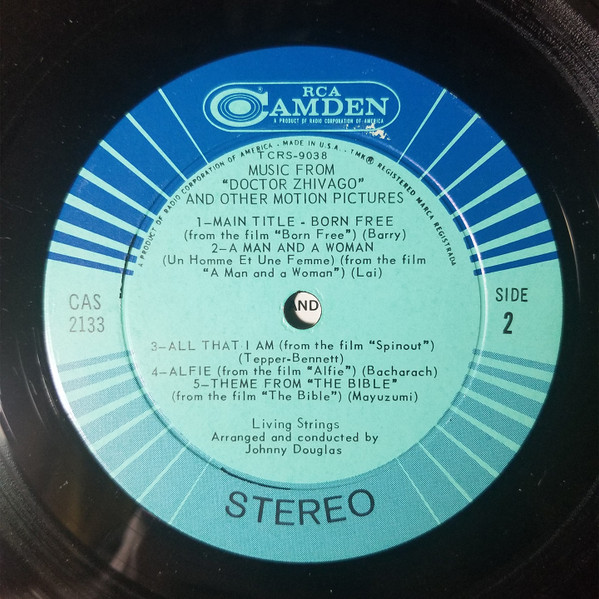 RCA
CAMDEN
A PRODUCT OF RADIO CORPORATION OF AMERICA
A PRODUCT OF RADIO CORPORATION OF AMERICA - MADE IN U.S.A. - TMK ® REGISTERED MARCA REGISTRADA
TCRS-9038
MUSIC FROM
"DOCTOR ZHIVAGO"
AND OTHER MOTION PICTURES
1—MAIN TITLE - BORN FREE
(from the film "Born Free") (Barry)
2—A MAN AND A WOMAN
(Un Homme Et Une Femme) (from the film
"A Man and a Woman") (Lai)
CAS
2133
ND
SIDE
2
3—ALL THAT I AM (from the film "Spinout")
(Tepper-Bennett)
4—ALFIE (from the film "Alfie") (Bacharach)
5—THEME FROM "THE BIBLE"
(from the film "The Bible") (Mayuzumi)
Living Strings
Arranged and conducted by
Johnny Douglas
STEREO